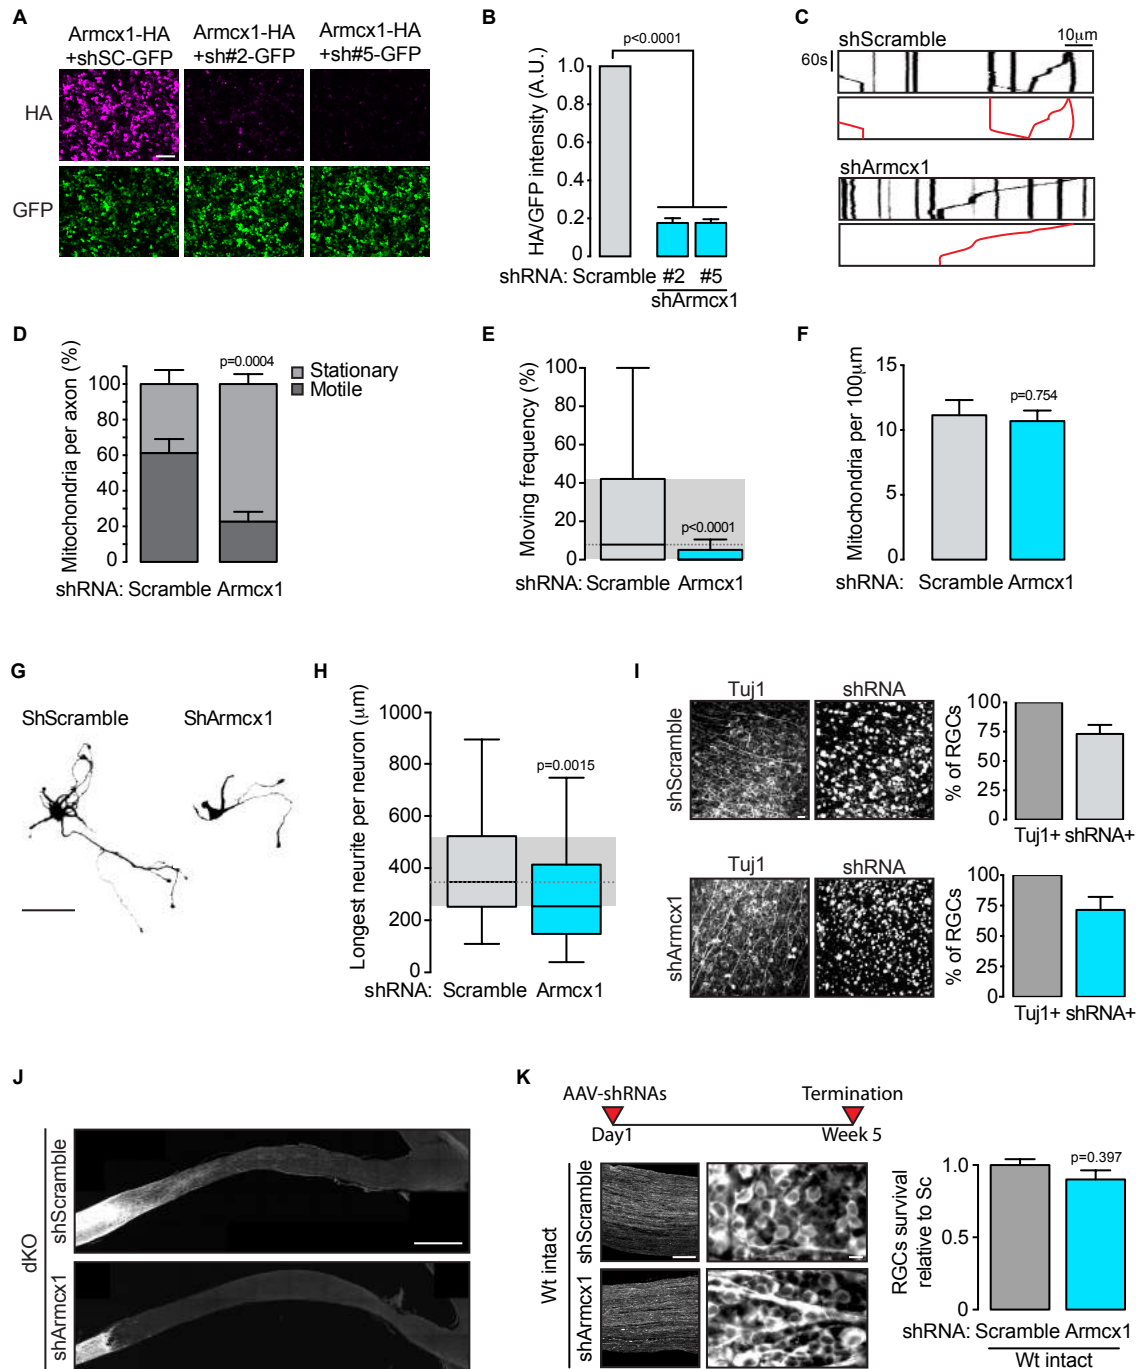 A
Armcx1-HA Armcx1-HA Armcx1-HA
+shSC-GFP +sh#2-GFP +sh#5-GFP
HA
GFP
B
p<0.0001
HA/GFP intensity (A.U.)
1.0
0.8
0.6
0.4
0.2
0
shRNA: Scramble #2 #5
shArmcx1
C
shScramble
10μm
60s
shArmcx1
D
Mitochondria per axon (%)
100
80
60
40
20
0
p=0.0004
Stationary
Motile
shRNA: Scramble Armcx1
E
Moving frequency (%)
100
80
60
40
20
0
p<0.0001
shRNA: Scramble Armcx1
F
Mitochondria per 100μm
15
10
5
0
p=0.754
shRNA: Scramble Armcx1
G
ShScramble ShArmcx1
H
Longest neurite per neuron (μm)
1000
800
600
400
200
0
p=0.0015
shRNA: Scramble Armcx1
I
Tuj1 shRNA
shScramble
% of RGCs
100
75
50
25
0
Tuj1+ shRNA+
Tuj1 shRNA
shArmcx1
% of RGCs
100
75
50
25
0
Tuj1+ shRNA+
J
dKO
shScramble
shArmcx1
K
AAV-shRNAs Termination
Day1 Week 5
Wt intact
shScramble
shArmcx1
RGCs survival
relative to Sc
1.0
0.5
0
p=0.397
shRNA: Scramble Armcx1
Wt intact